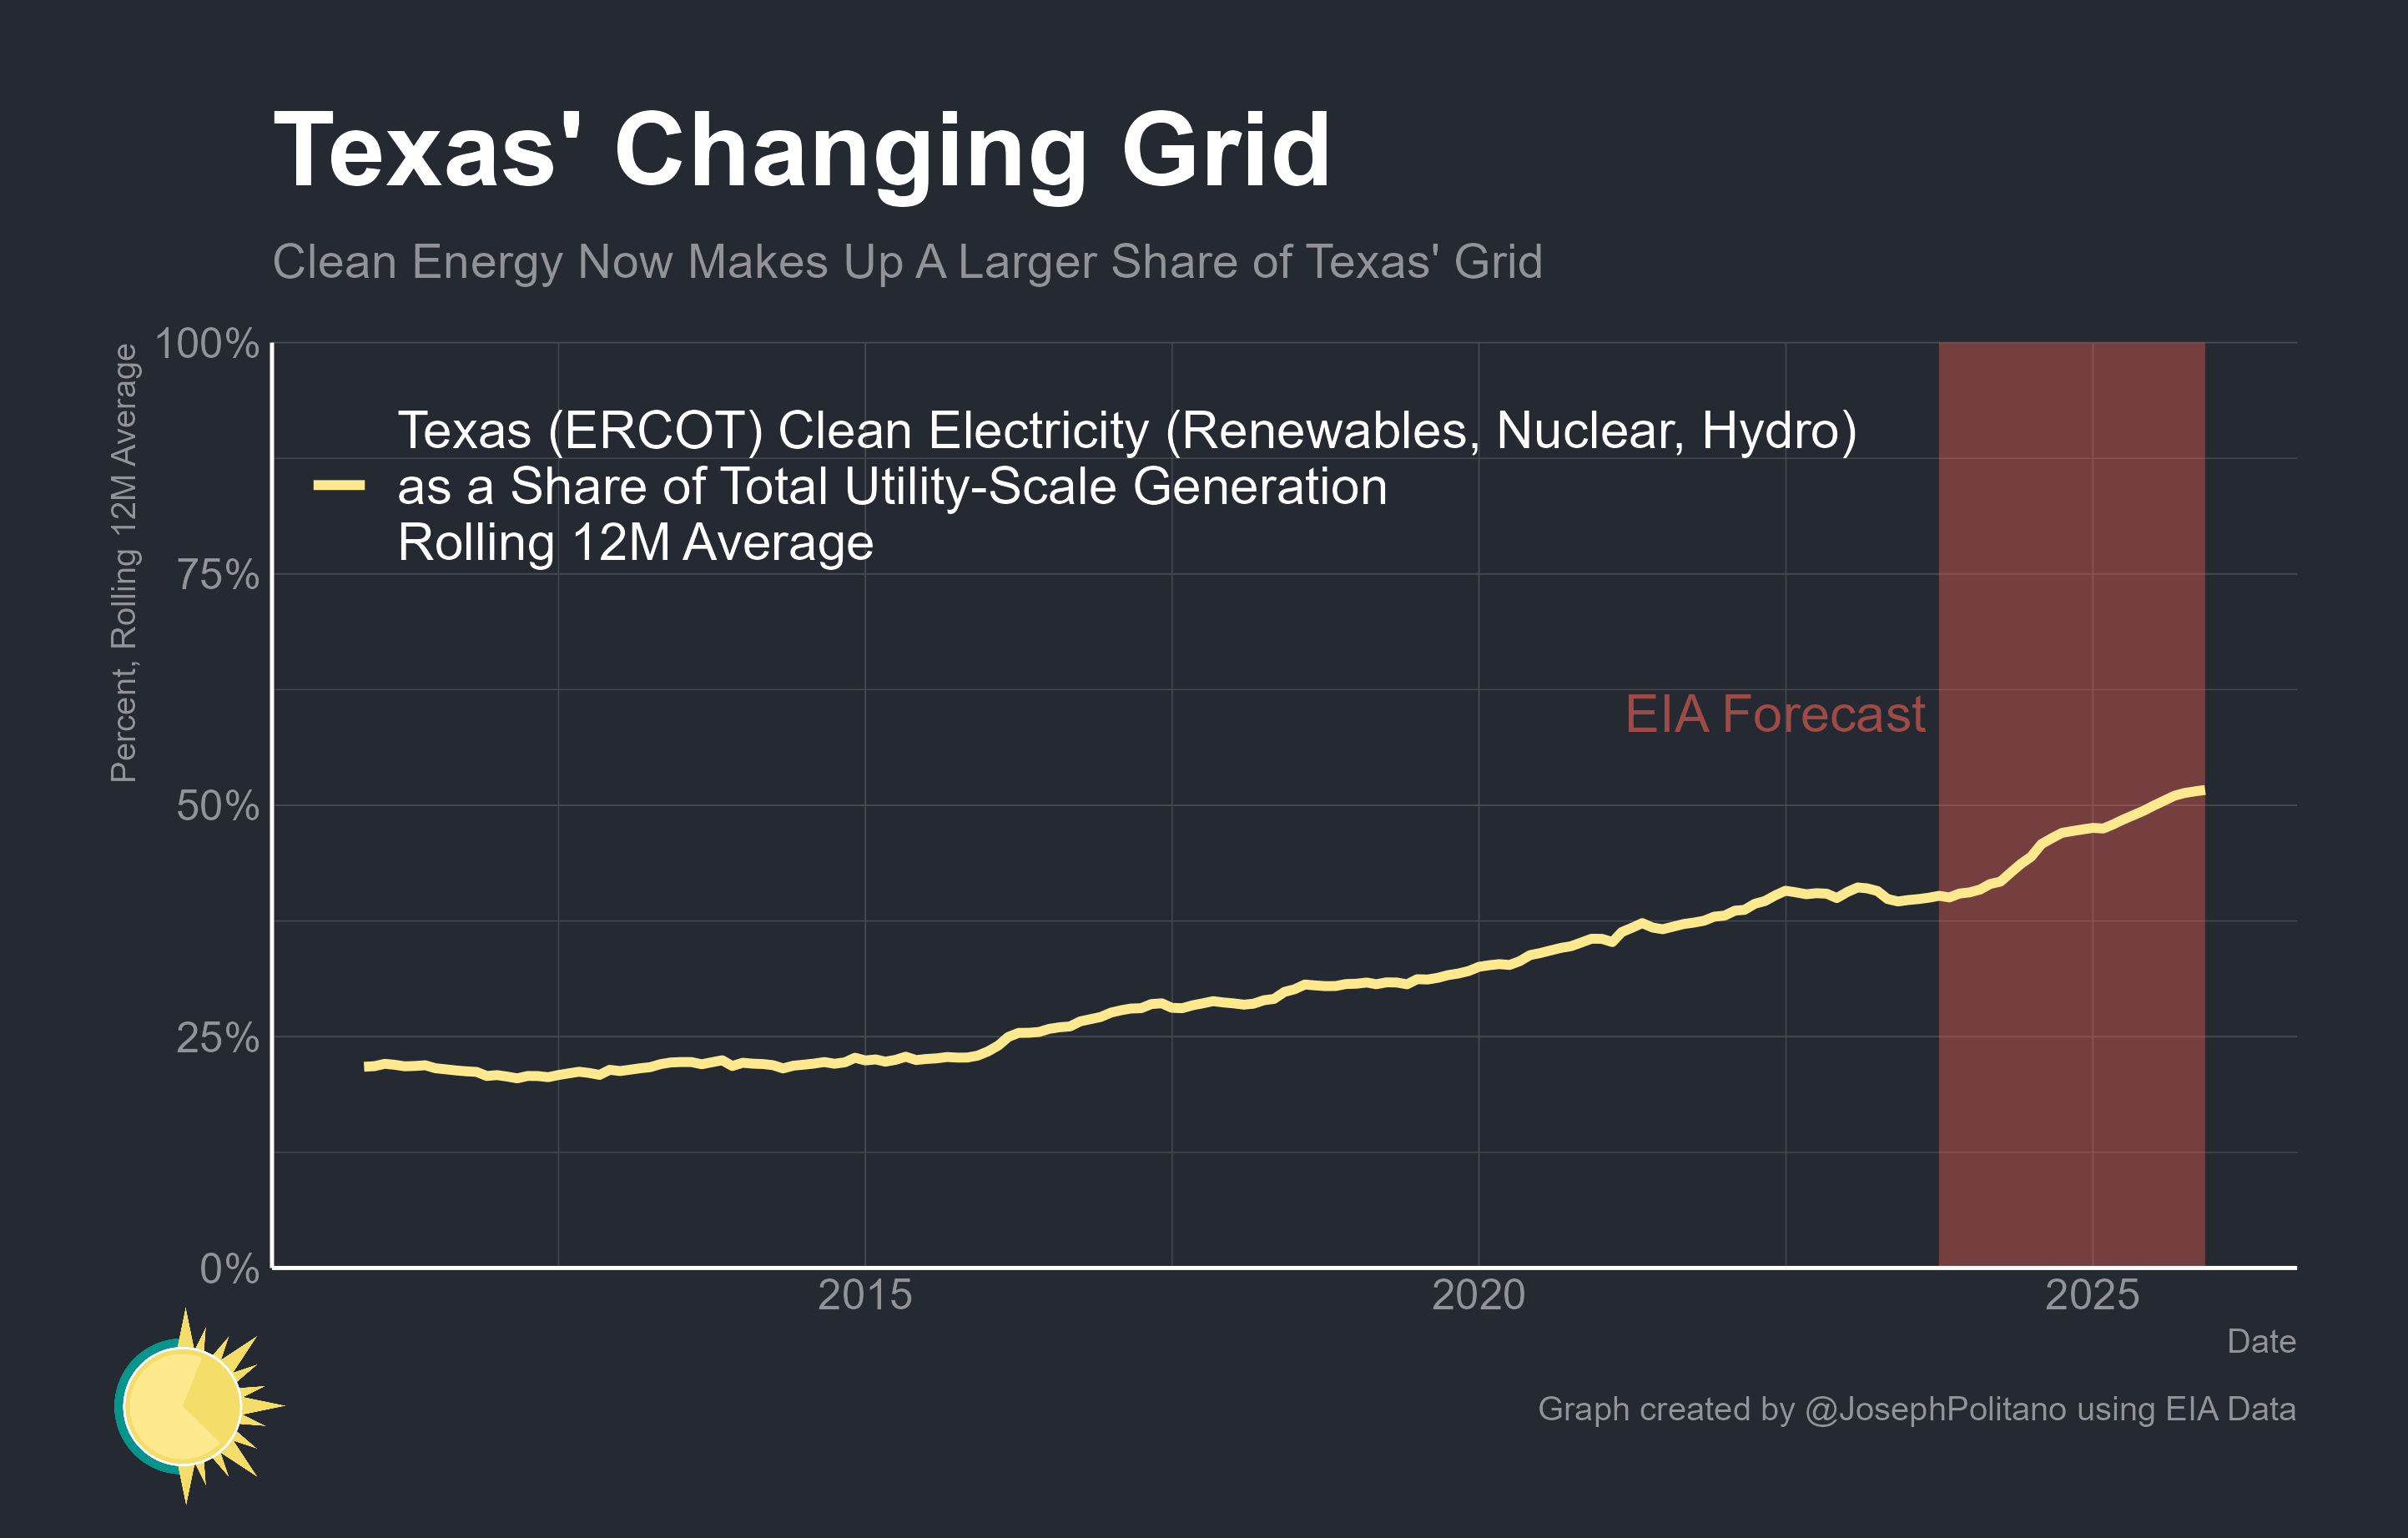 Texas' Changing Grid
Clean Energy Now Makes Up A Larger Share of Texas' Grid
Percent, Rolling 12M Average
100%
75%
50%
25%
0%
Texas (ERCOT) Clean Electricity (Renewables, Nuclear, Hydro)
as a Share of Total Utility-Scale Generation
Rolling 12M Average
EIA Forecast
2015
2020
2025
Date
Graph created by @JosephPolitano using EIA Data